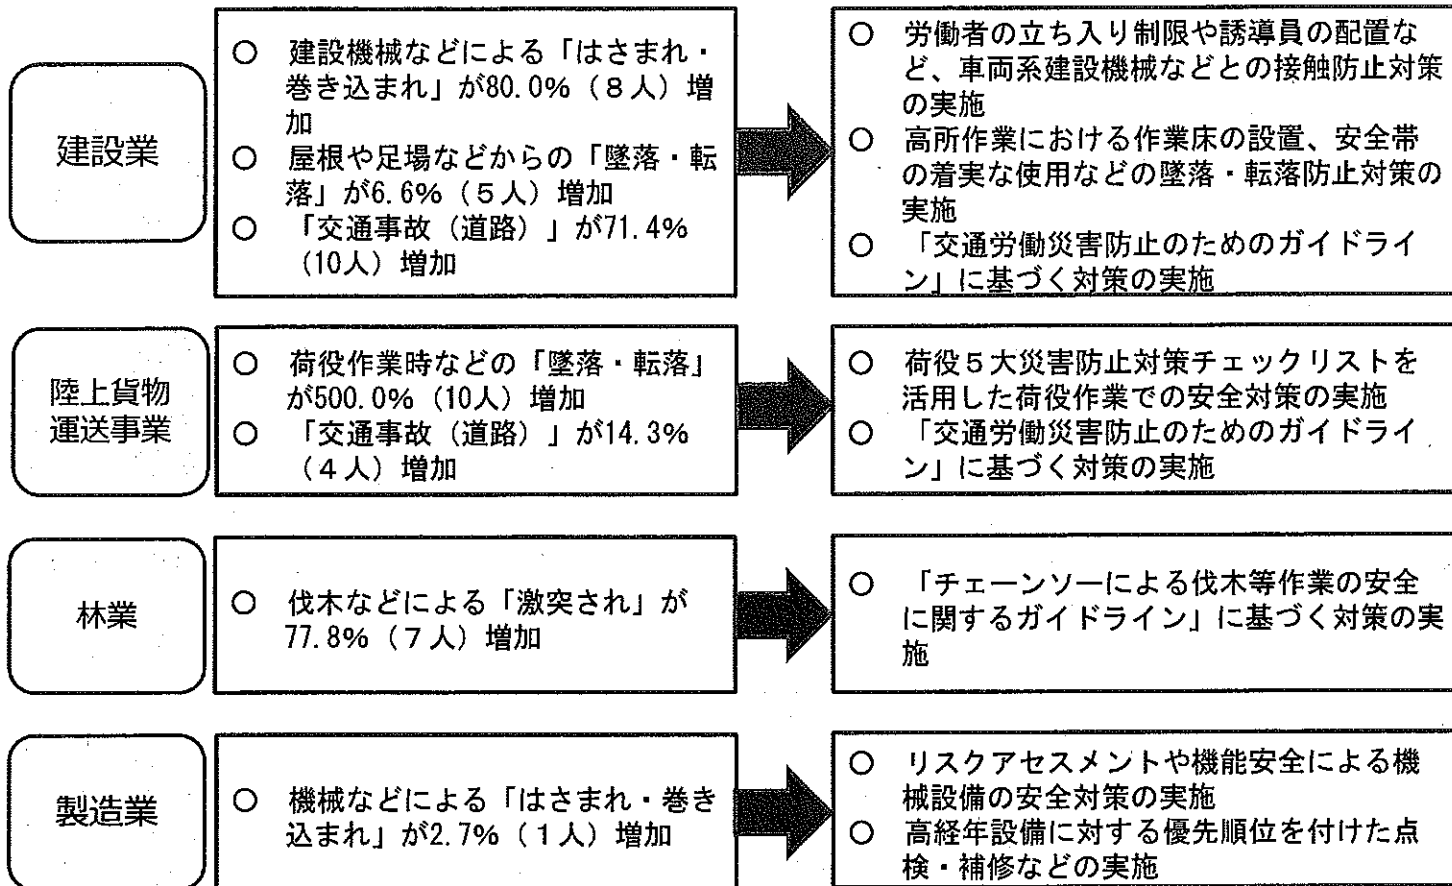 建設業
○ 建設機械などによる「はさまれ・
巻き込まれ」が80.0%（８人）増
加
○ 屋根や足場などからの「墜落・転
落」が6.6%（５人）増加
○ 「交通事故（道路）」が71.4%
（10人）増加
○ 労働者の立ち入り制限や誘導員の配置な
ど、車両系建設機械などとの接触防止対策
の実施
○ 高所作業における作業床の設置、安全帯
の着実な使用などの墜落・転落防止対策の
実施
○ 「交通労働災害防止のためのガイドライ
ン」に基づく対策の実施
陸上貨物
運送事業
○ 荷役作業時などの「墜落・転落」
が500.0%（10人）増加
○ 「交通事故（道路）」が14.3%
（４人）増加
○ 荷役５大災害防止対策チェックリストを
活用した荷役作業での安全対策の実施
○ 「交通労働災害防止のためのガイドライ
ン」に基づく対策の実施
林業
○ 伐木などによる「激突され」が
77.8%（７人）増加
○ 「チェーンソーによる伐木等作業の安全
に関するガイドライン」に基づく対策の実
施
製造業
○ 機械などによる「はさまれ・巻き
込まれ」が2.7%（１人）増加
○ リスクアセスメントや機能安全による機
械設備の安全対策の実施
○ 高経年設備に対する優先順位を付けた点
検・補修などの実施